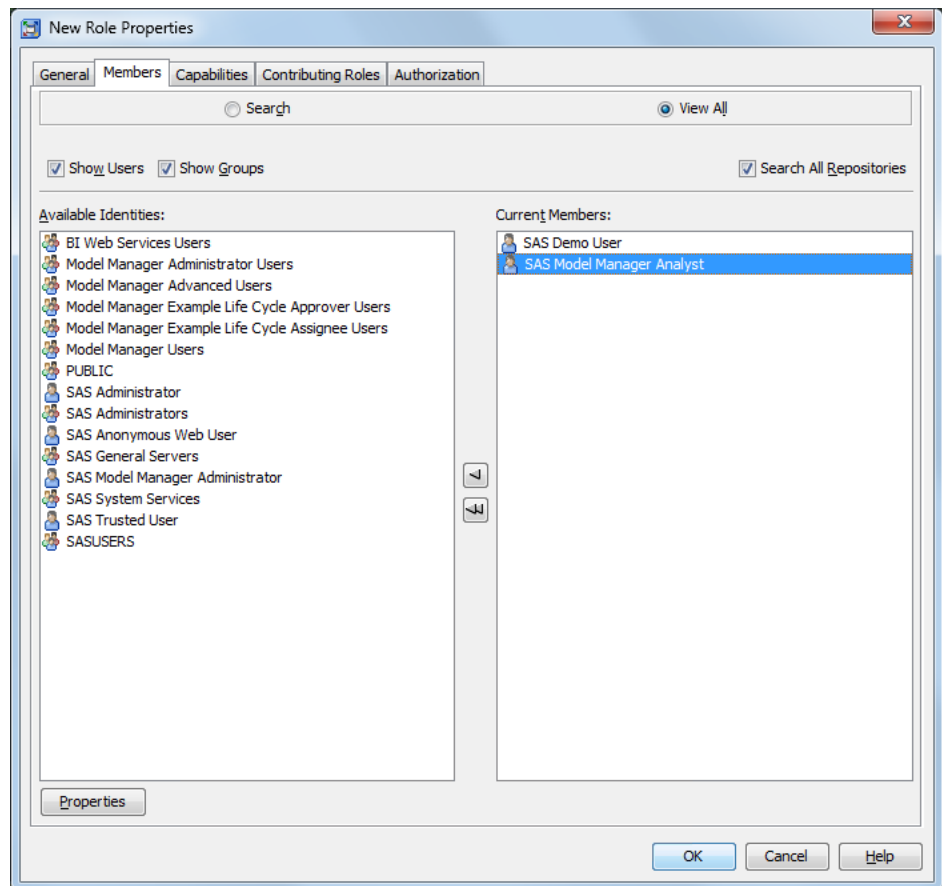 New Role Properties
General Members Capabilities Contributing Roles Authorization
Search View All
Show Users Show Groups Search All Repositories
Available Identities:
BI Web Services Users
Model Manager Administrator Users
Model Manager Advanced Users
Model Manager Example Life Cycle Approver Users
Model Manager Example Life Cycle Assignee Users
Model Manager Users
PUBLIC
SAS Administrator
SAS Administrators
SAS Anonymous Web User
SAS General Servers
SAS Model Manager Administrator
SAS System Services
SAS Trusted User
SASUSERS
Current Members:
SAS Demo User
SAS Model Manager Analyst
Properties
OK Cancel Help